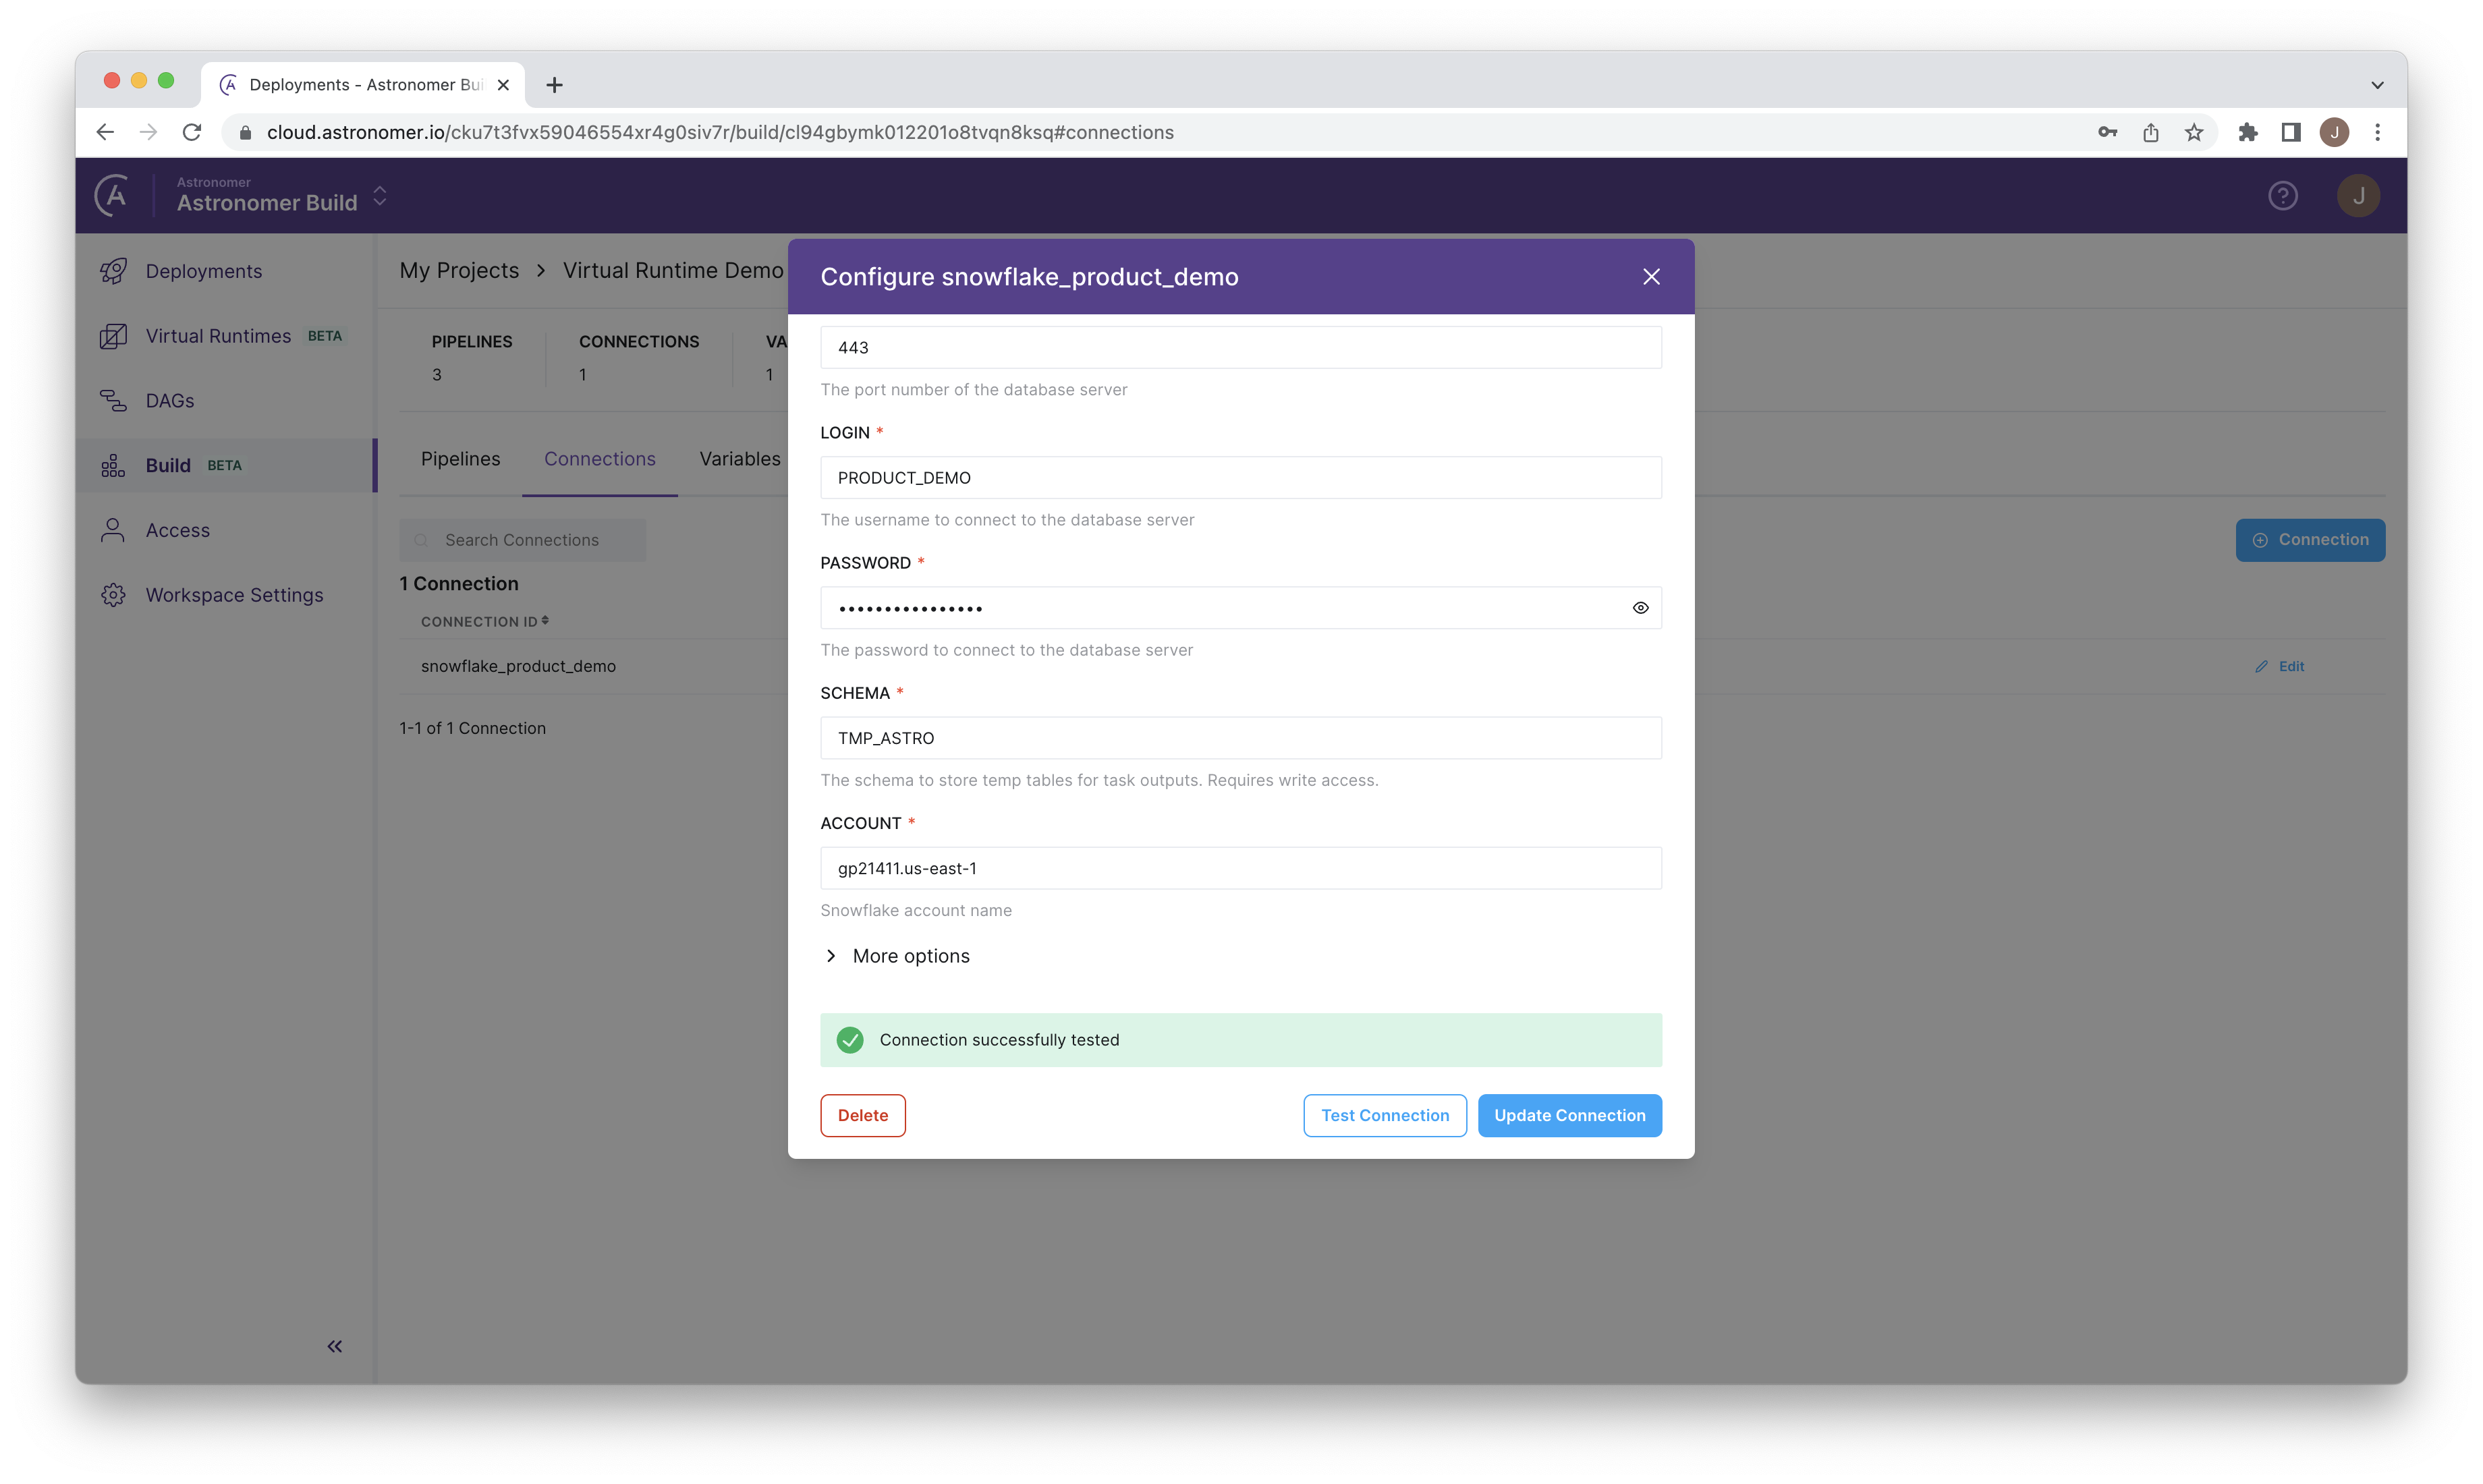 Deployments - Astronomer Bui
cloud.astronomer.io/cku7t3fvx59046554xr4g0siv7r/build/cl94gbymk012201o8tvqn8ksq#connections
J
Astronomer
Astronomer Build
J
Deployments
Virtual Runtimes BETA
DAGs
Build BETA
Access
Workspace Settings
My Projects > Virtual Runtime Demo
PIPELINES CONNECTIONS VA
3 1 1
Pipelines Connections Variables
Search Connections
Connection
1 Connection
CONNECTION ID
snowflake_product_demo
Edit
1-1 of 1 Connection
Configure snowflake_product_demo
443
The port number of the database server
LOGIN *
PRODUCT_DEMO
The username to connect to the database server
PASSWORD *
••••••••••••••••
The password to connect to the database server
SCHEMA *
TMP_ASTRO
The schema to store temp tables for task outputs. Requires write access.
ACCOUNT *
gp21411.us-east-1
Snowflake account name
More options
Connection successfully tested
Delete
Test Connection
Update Connection